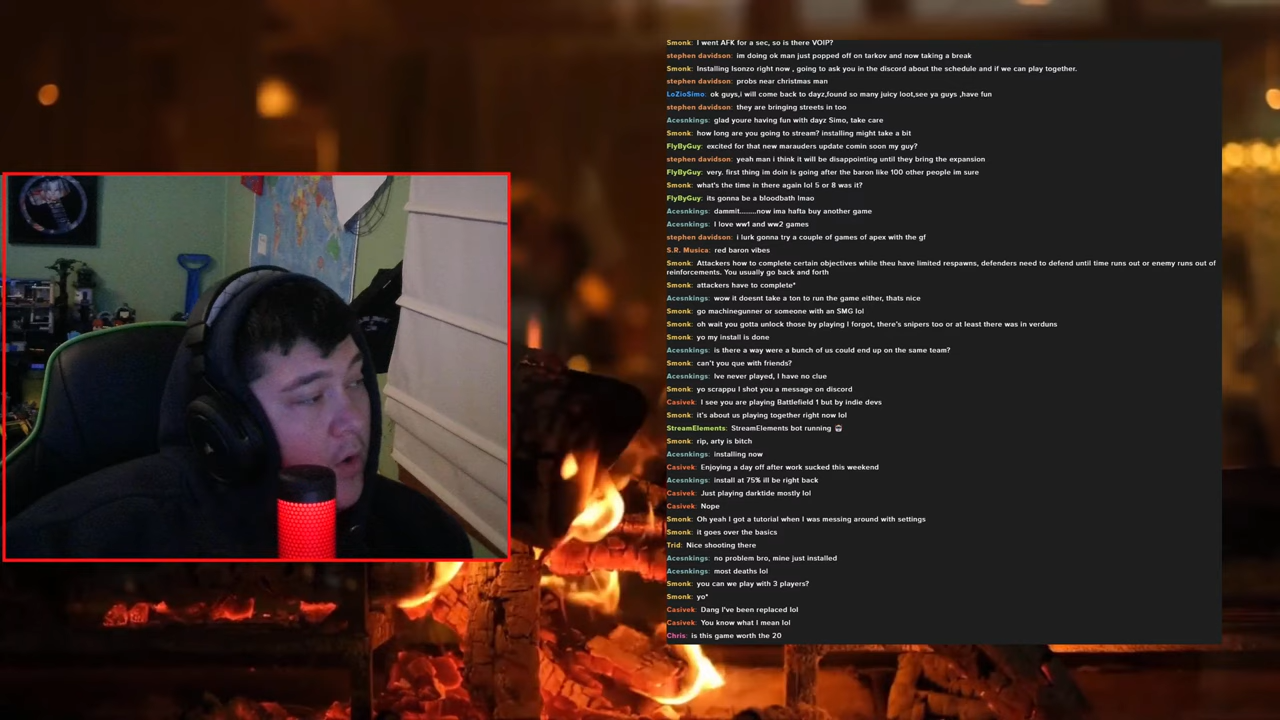 Smonk: I went AFK for a sec, so is there VOIP?
stephen davidson: im doing ok man just popped off on tarkov and now taking a break
Smonk: Installing Isonzo right now , going to ask you in the discord about the schedule and if we can play together.
stephen davidson: probs near christmas man
LoZioSimo: ok guys,i will come back to dayz,found so many juicy loot,see ya guys ,have fun
stephen davidson: they are bringing streets in too
Acesnkings: glad youre having fun with dayz Simo, take care
Smonk: how long are you going to stream? installing might take a bit
FlyByGuy: excited for that new marauders update comin soon my guy?
stephen davidson: yeah man i think it will be disappointing until they bring the expansion
FlyByGuy: very. first thing im doin is going after the baron like 100 other people im sure
Smonk: what's the time in there again lol 5 or 8 was it?
FlyByGuy: its gonna be a bloodbath lmao
Acesnkings: dammit.........now ima hafta buy another game
Acesnkings: I love ww1 and ww2 games
stephen davidson: i lurk gonna try a couple of games of apex with the gf
S.R. Musica: red baron vibes
Smonk: Attackers how to complete certain objectives while theu have limited respawns, defenders need to defend until time runs out or enemy runs out of
reinforcements. You usually go back and forth
Smonk: attackers have to complete*
Acesnkings: wow it doesnt take a ton to run the game either, thats nice
Smonk: go machinegunner or someone with an SMG lol
Smonk: oh wait you gotta unlock those by playing I forgot, there's snipers too or at least there was in verduns
Smonk: yo my install is done
Acesnkings: is there a way were a bunch of us could end up on the same team?
Smonk: can't you que with friends?
Acesnkings: Ive never played, I have no clue
Smonk: yo scrappu I shot you a message on discord
Casivek: I see you are playing Battlefield 1 but by indie devs
Smonk: it's about us playing together right now lol
StreamElements: StreamElements bot running
Smonk: rip, arty is bitch
Acesnkings: installing now
Casivek: Enjoying a day off after work sucked this weekend
Acesnkings: install at 75% ill be right back
Casivek: Just playing darktide mostly lol
Casivek: Nope
Smonk: Oh yeah I got a tutorial when I was messing around with settings
Smonk: it goes over the basics
Trid: Nice shooting there
Acesnkings: no problem bro, mine just installed
Acesnkings: most deaths lol
Smonk: you can we play with 3 players?
Smonk: yo*
Casivek: Dang I've been replaced lol
Casivek: You know what I mean lol
Chris: is this game worth the 20